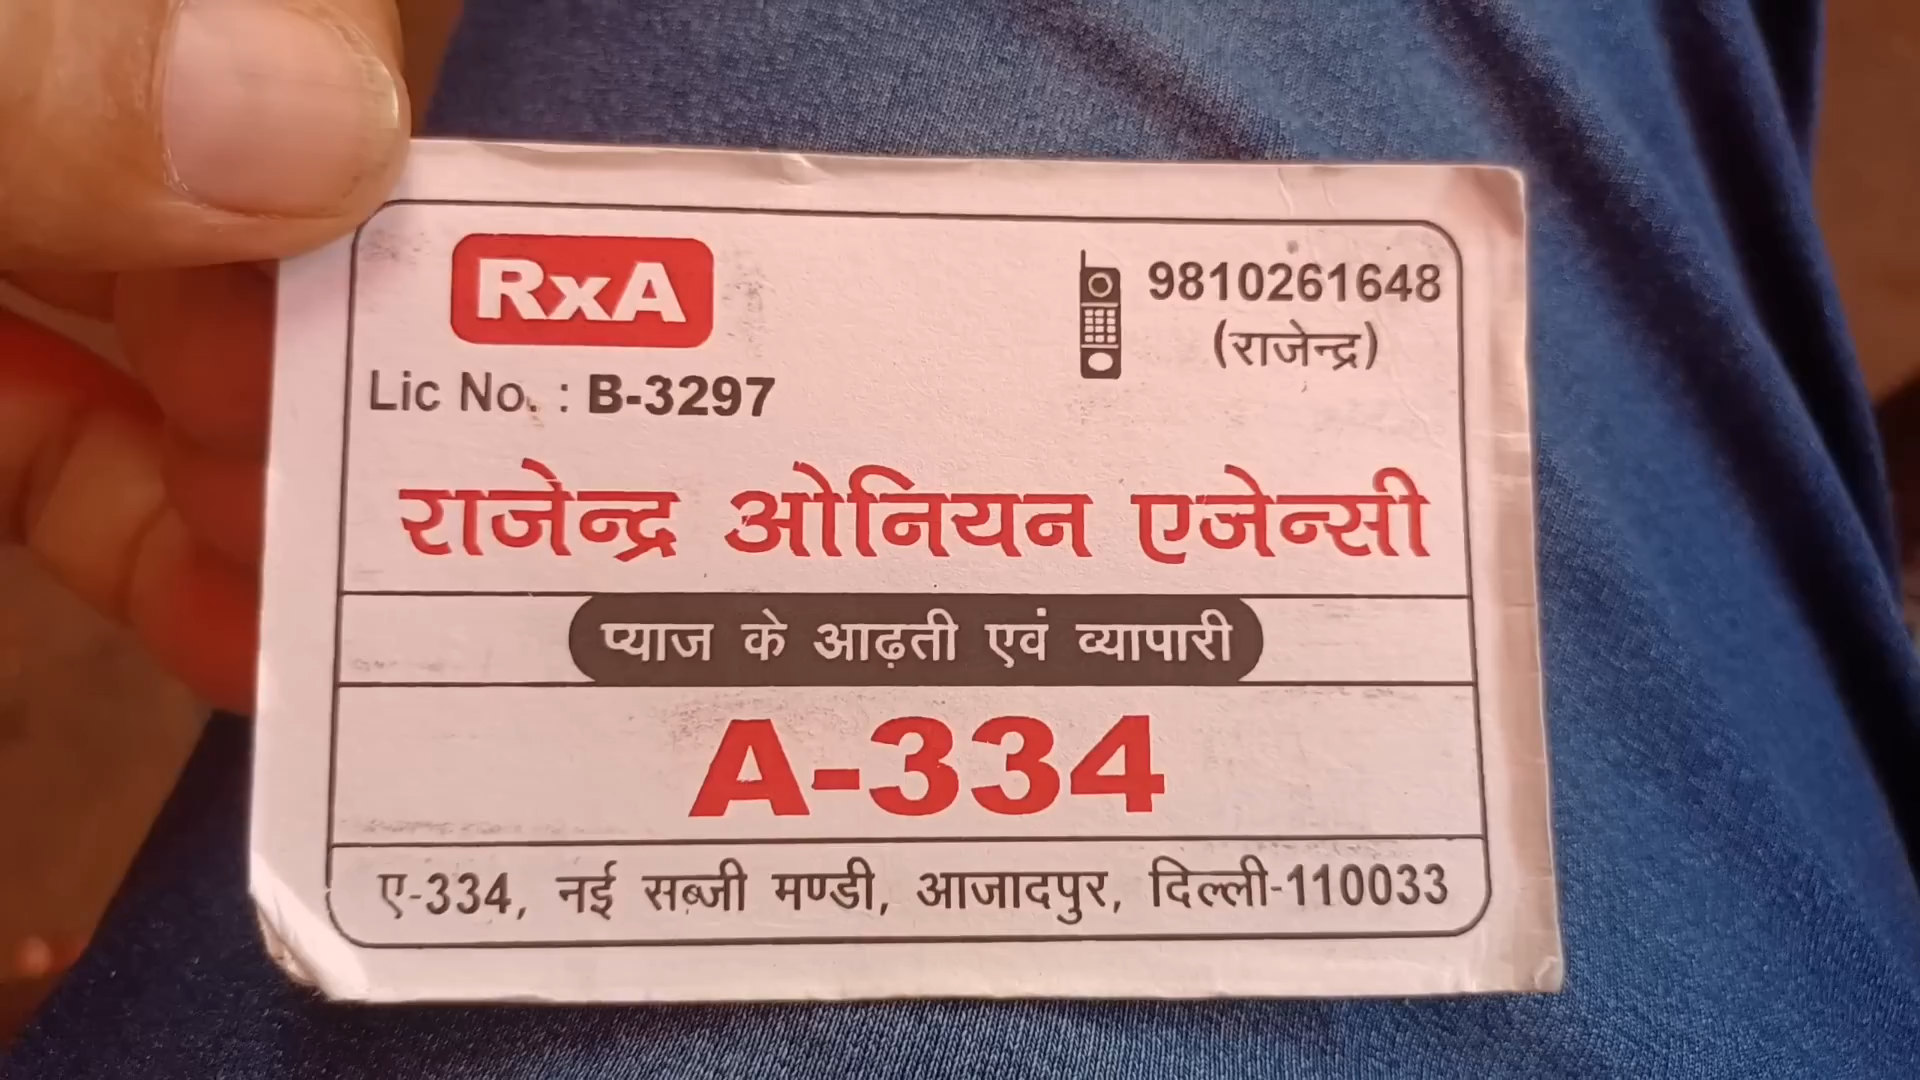 RxA
9810261648
(राजेन्द्र)
Lic No. : B-3297
राजेन्द्र ओनियन एजेन्सी
प्याज के आढ़ती एवं व्यापारी
A-334
ए-334, नई सब्जी मण्डी, आजादपुर, दिल्ली-110033